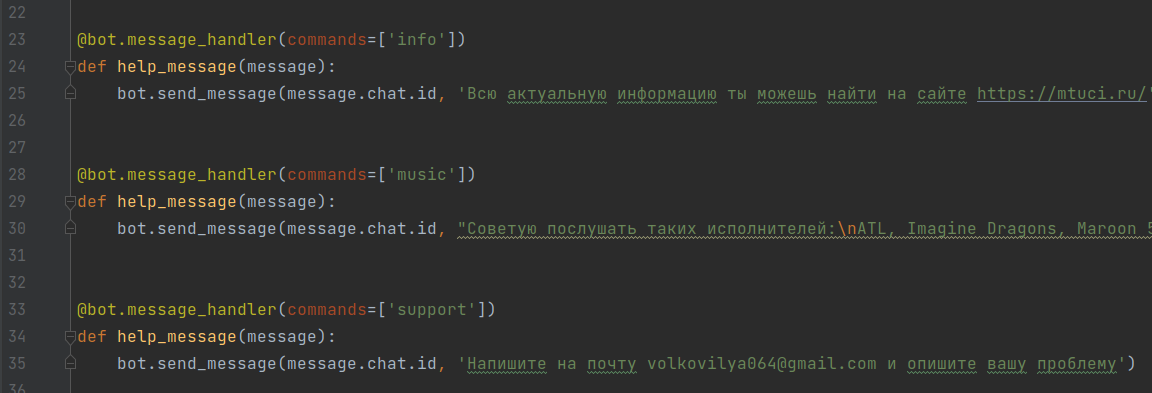 22
23 @bot.message_handler(commands=['info'])
24 def help_message(message):
25 bot.send_message(message.chat.id, 'Всю актуальную информацию ты можешь найти на сайте https://mtuci.ru/'
26
27
28 @bot.message_handler(commands=['music'])
29 def help_message(message):
30 bot.send_message(message.chat.id, "Советую послушать таких исполнителей:\nATL, Imagine Dragons, Maroon 5
31
32
33 @bot.message_handler(commands=['support'])
34 def help_message(message):
35 bot.send_message(message.chat.id, 'Напишите на почту volkovilya064@gmail.com и опишите вашу проблему')
36